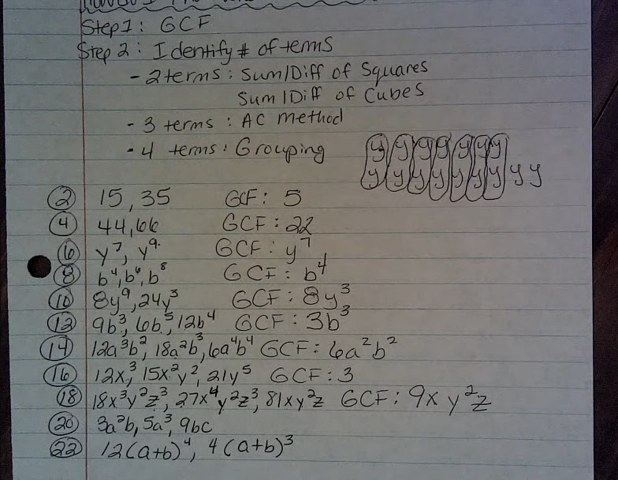 Step 1: GCF
Step 2: Identify # of terms
- 2 terms: Sum/Diff of Squares
Sum/Diff of Cubes
- 3 terms: AC method
- 4 terms: Grouping
y y y y y y y
y y y y y y y y y
② 15, 35 GCF: 5
④ 44, 66 GCF: 22
⑥ y⁷, y⁹ GCF: y⁷
⑧ b⁴, b⁶, b⁸ GCF: b⁴
⑩ 8y⁹, 24y³ GCF: 8y³
⑫ 9b³, 6b⁵, 12b⁴ GCF: 3b³
⑭ 12a³b², 18a²b³, 6a⁴b⁴ GCF: 6a²b²
⑯ 12x³, 15x²y², 21y⁵ GCF: 3
⑱ 18x³y²z³, 27x⁴y²z³, 81xy²z GCF: 9xy²z
⑳ 3a²b, 5a³, 9bc
㉒ 12(a+b)⁴, 4(a+b)³